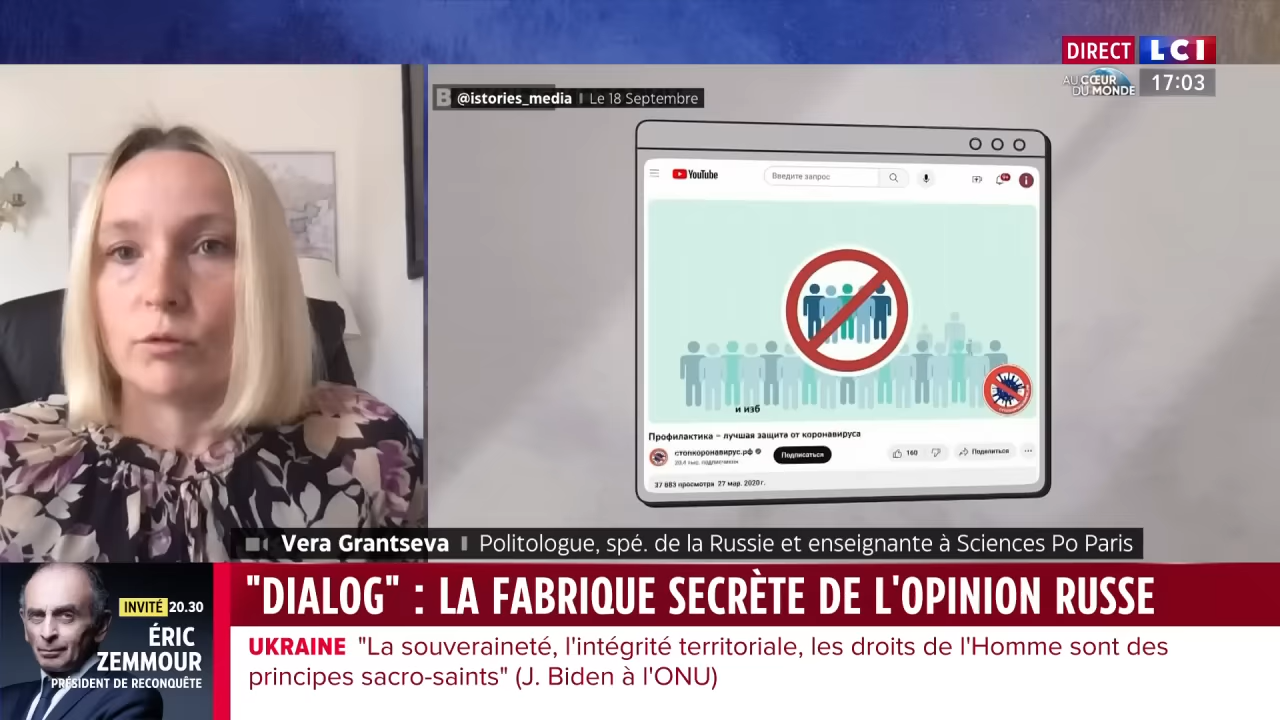 DIRECT LCI
AU CŒUR
DU MONDE
17:03
@istories_media | Le 18 Septembre
YouTube
Введите запрос
и изб
Профилактика – лучшая защита от коронавируса
стопкоронавирус.рф
Подписаться
160
Поделиться
37 883 просмотра 27 мар. 2020 г.
Vera Grantseva | Politologue, spé. de la Russie et enseignante à Sciences Po Paris
INVITÉ 20.30
ÉRIC
ZEMMOUR
PRÉSIDENT DE RECONQUÊTE
"DIALOG" : LA FABRIQUE SECRÈTE DE L'OPINION RUSSE
UKRAINE "La souveraineté, l'intégrité territoriale, les droits de l'Homme sont des
principes sacro-saints" (J. Biden à l'ONU)